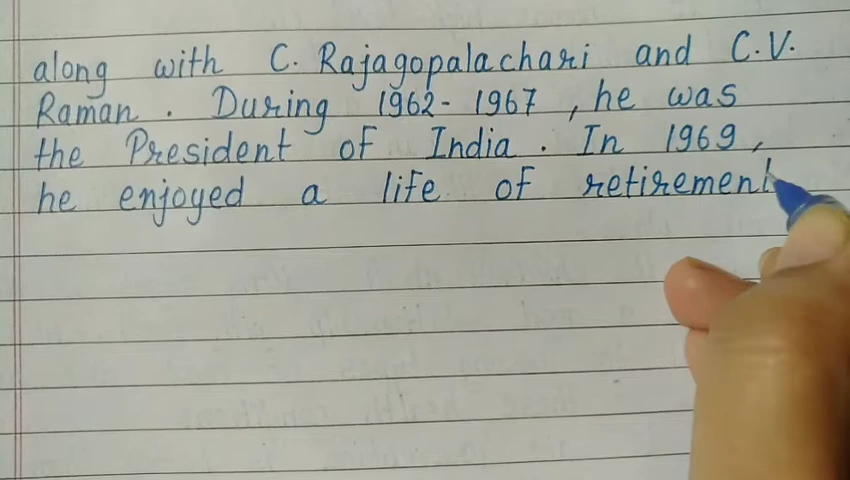 along with C. Rajagopalachari and C.V.
Raman. During 1962-1967, he was
the President of India. In 1969,
he enjoyed a life of retirement